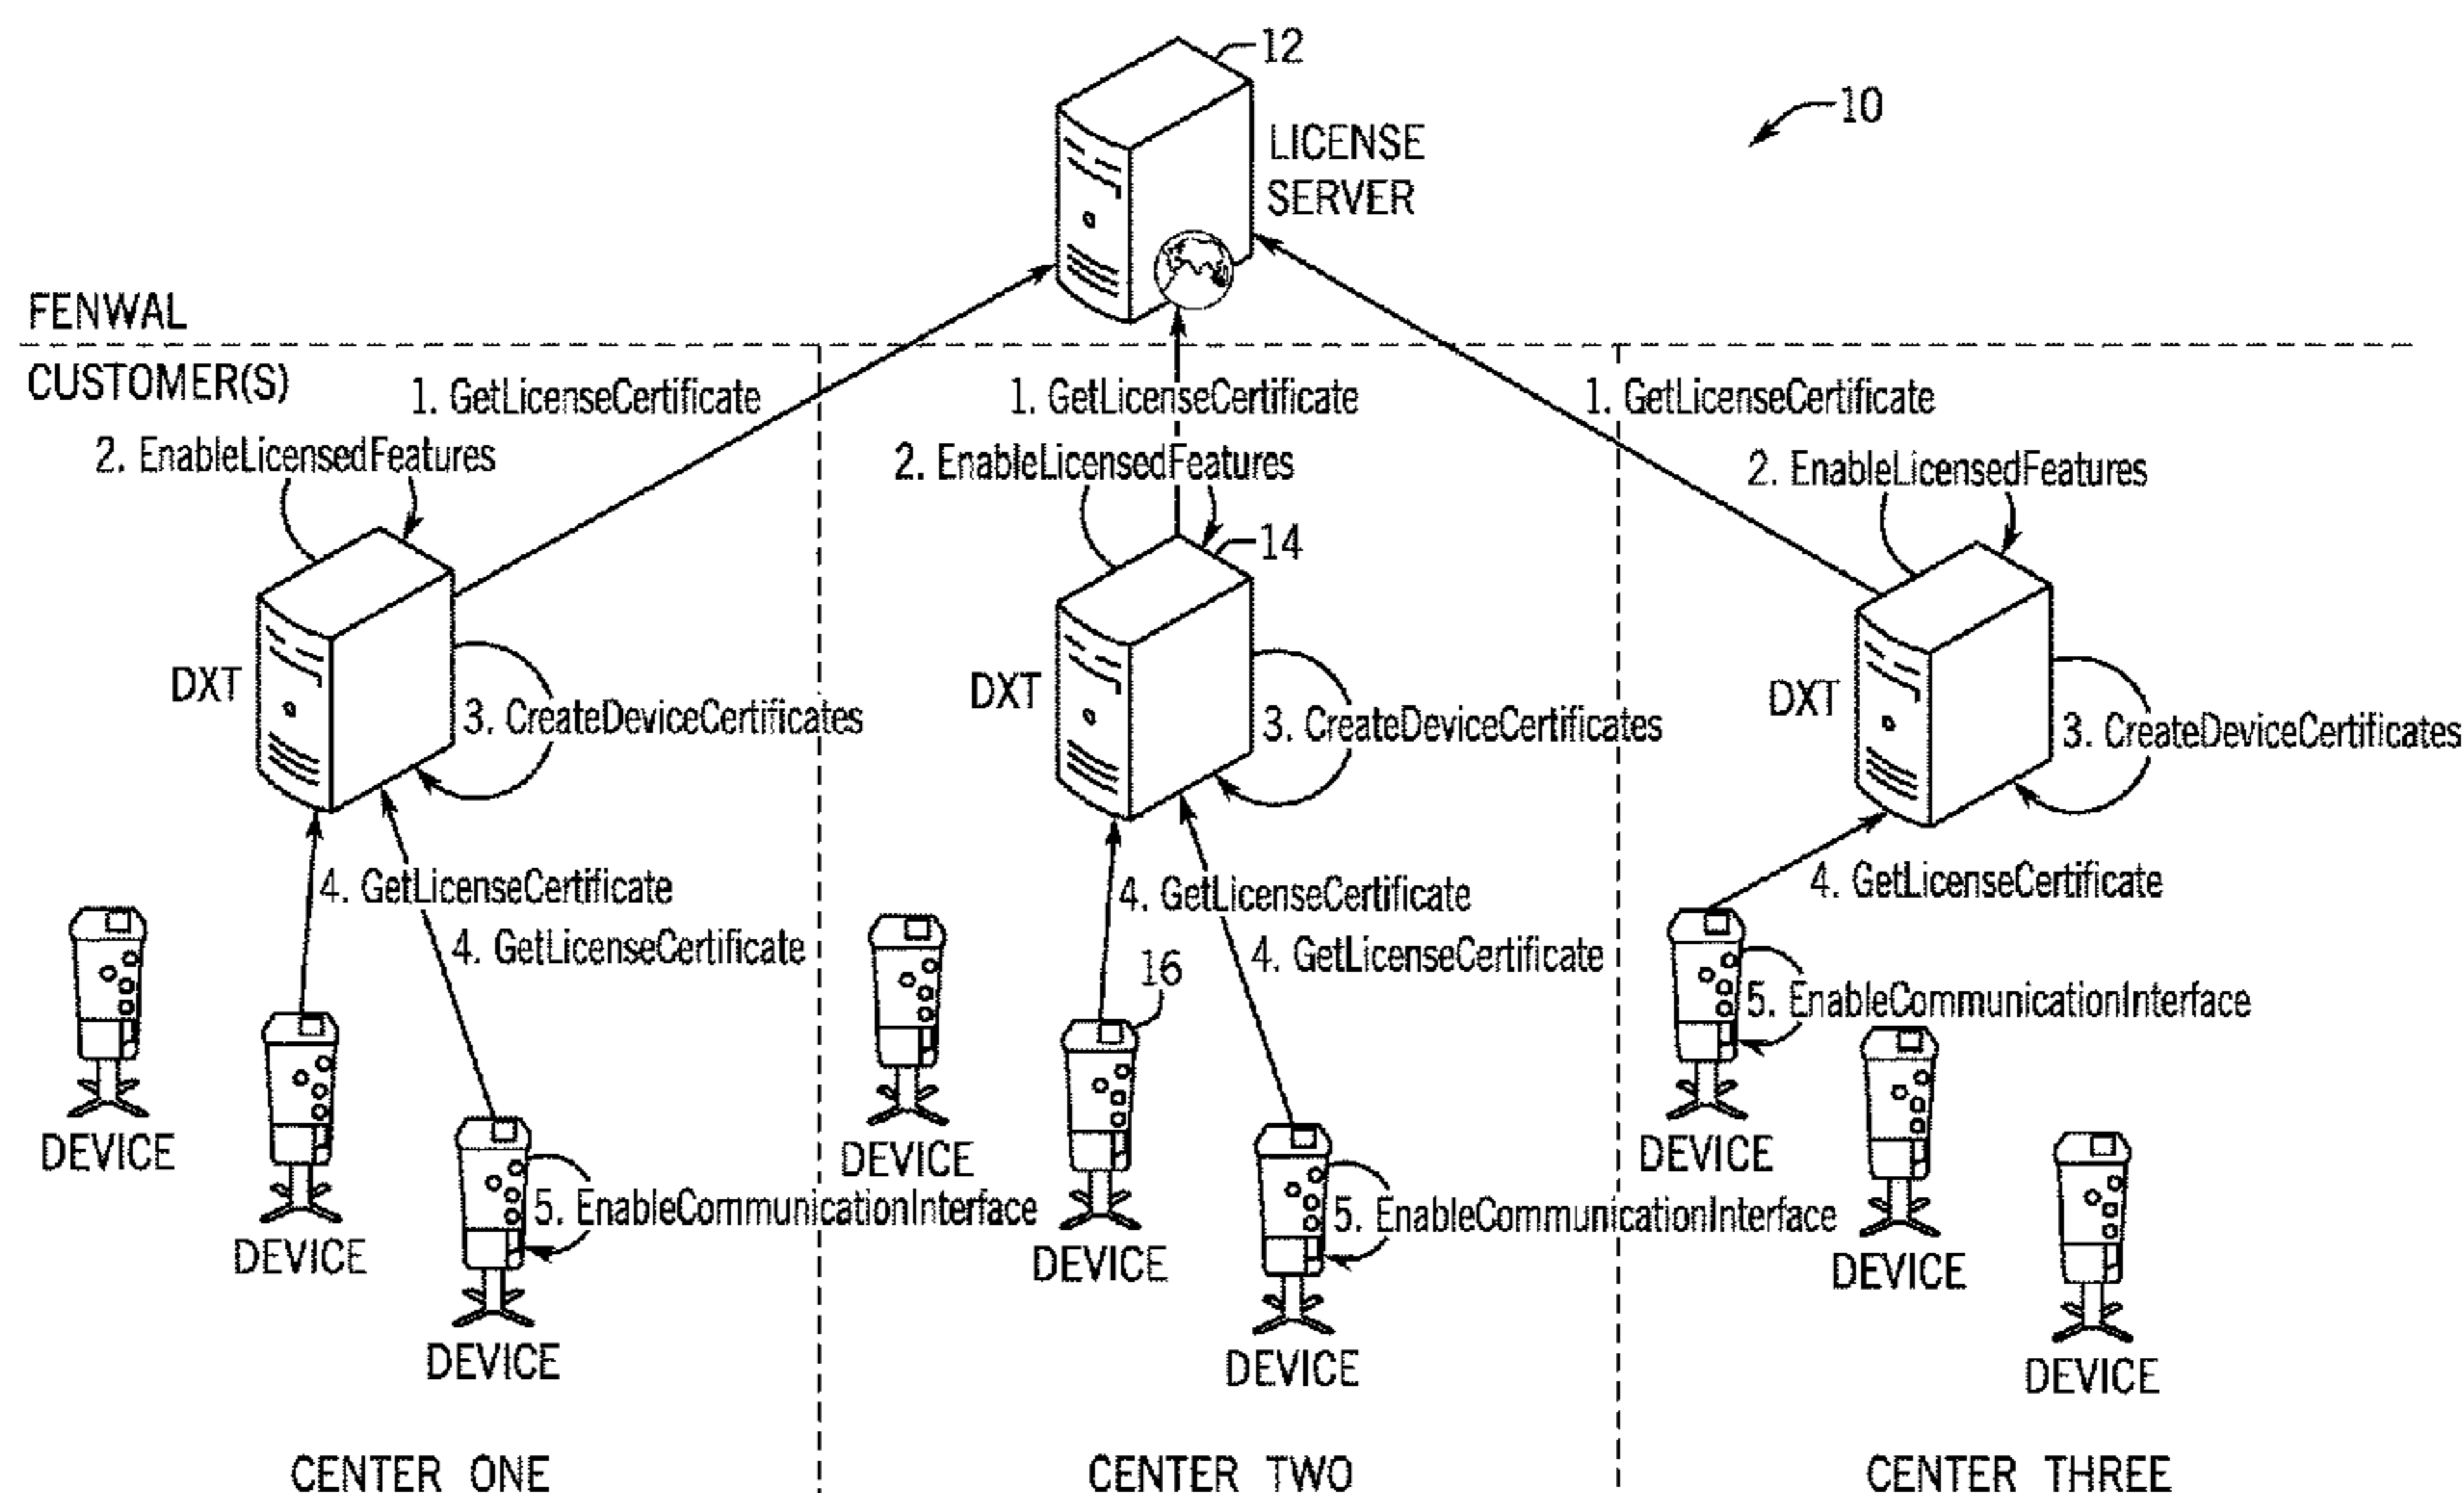 12
10
LICENSE
SERVER
FENWAL
CUSTOMER(S)
1. GetLicenseCertificate
1. GetLicenseCertificate
1. GetLicenseCertificate
2. EnableLicensedFeatures
2. EnableLicensedFeatures
2. EnableLicensedFeatures
14
DXT
DXT
DXT
3. CreateDeviceCertificates
3. CreateDeviceCertificates
3. CreateDeviceCertificates
4. GetLicenseCertificate
4. GetLicenseCertificate
4. GetLicenseCertificate
4. GetLicenseCertificate
4. GetLicenseCertificate
16
5. EnableCommunicationInterface
DEVICE
DEVICE
DEVICE
5. EnableCommunicationInterface
5. EnableCommunicationInterface
DEVICE
DEVICE
DEVICE
DEVICE
DEVICE
DEVICE
CENTER ONE
CENTER TWO
CENTER THREE